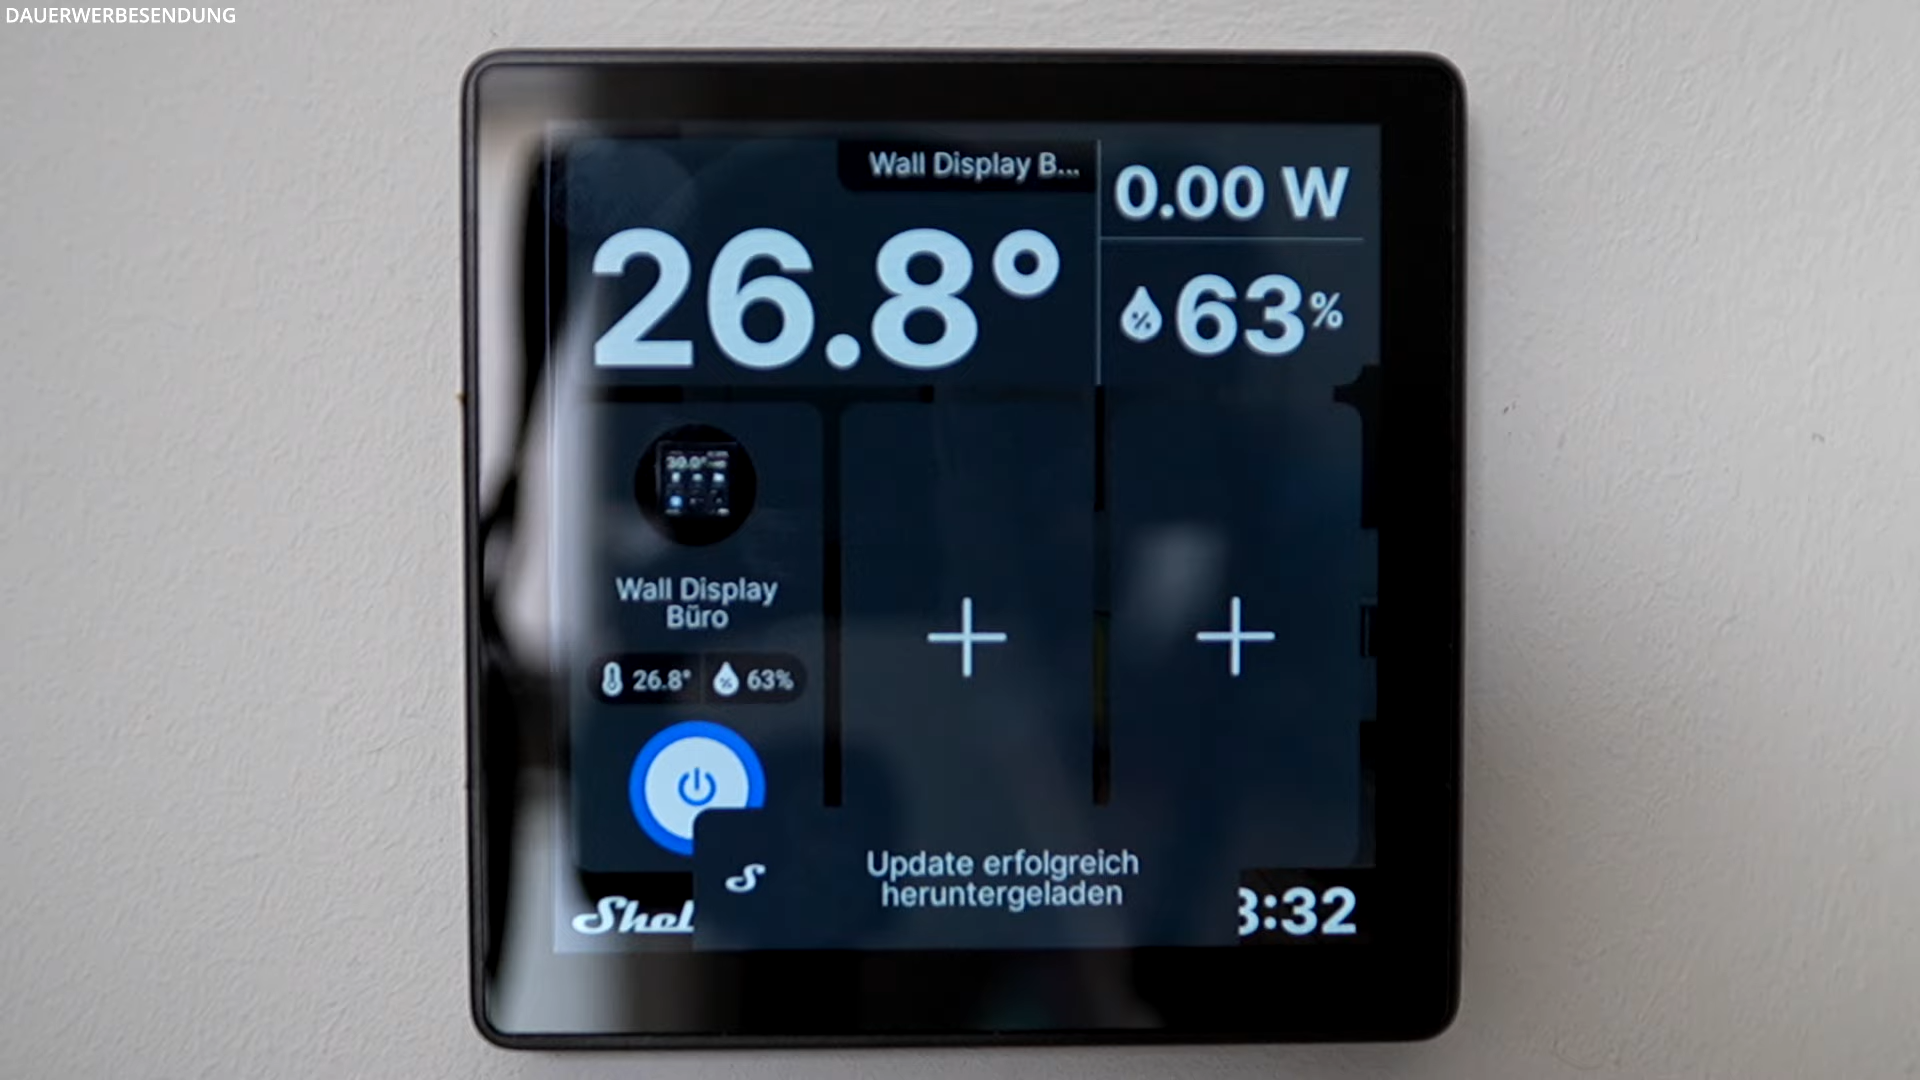 DAUERWERBESENDUNG
Wall Display B...
0.00 W
26.8°
63%
Wall Display
Büro
26.8° 63%
Update erfolgreich
heruntergeladen
Shel
3:32